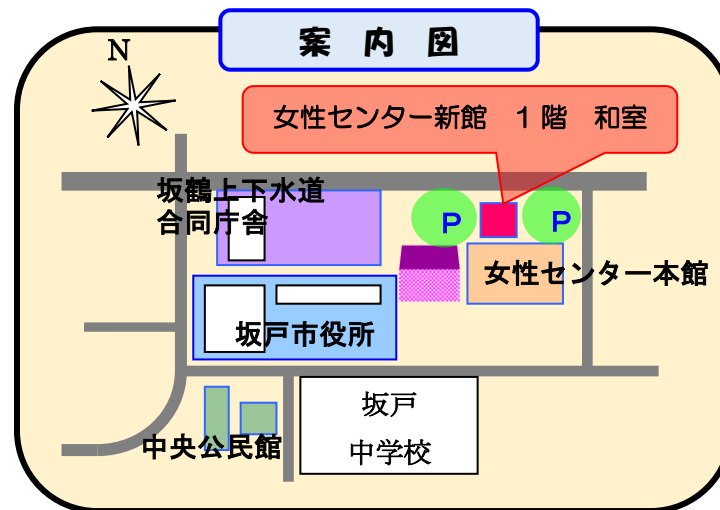 案 内 図
N
女性センター新館 1階 和室
坂鶴上下水道
合同庁舎
P
P
女性センター本館
坂戸市役所
坂戸
中学校
中央公民館